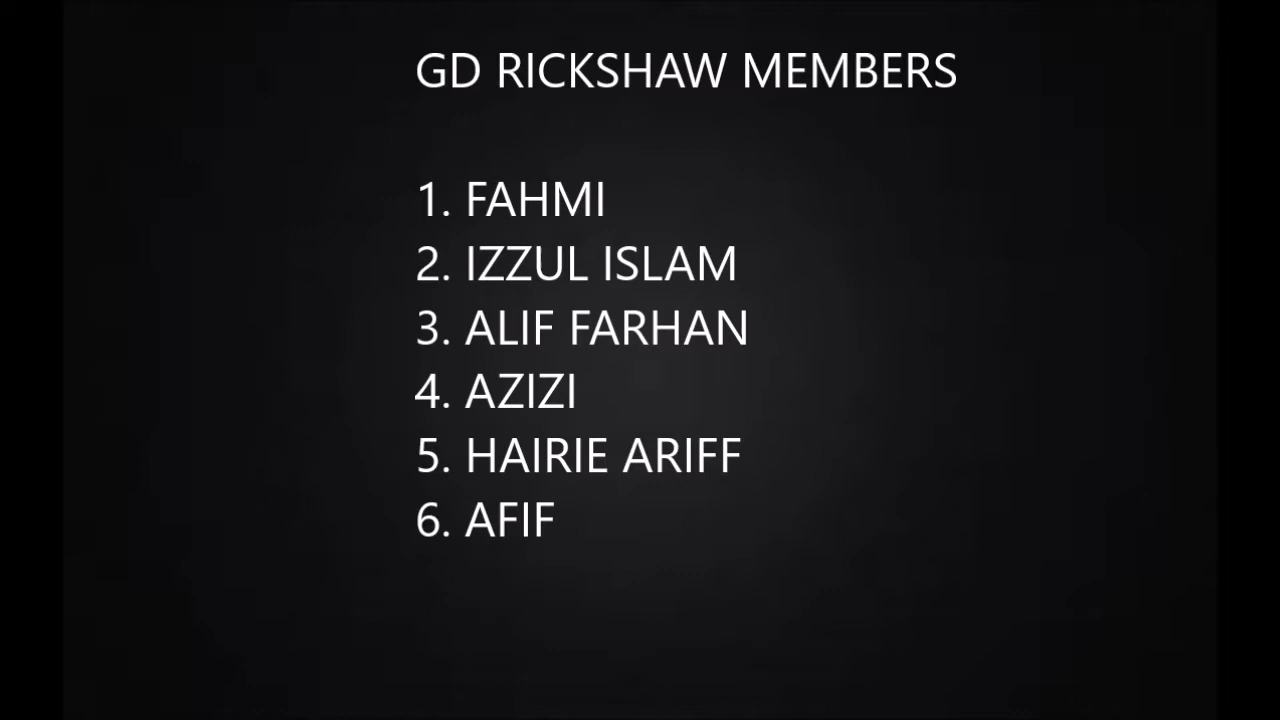 GD RICKSHAW MEMBERS
1. FAHMI
2. IZZUL ISLAM
3. ALIF FARHAN
4. AZIZI
5. HAIRIE ARIFF
6. AFIF